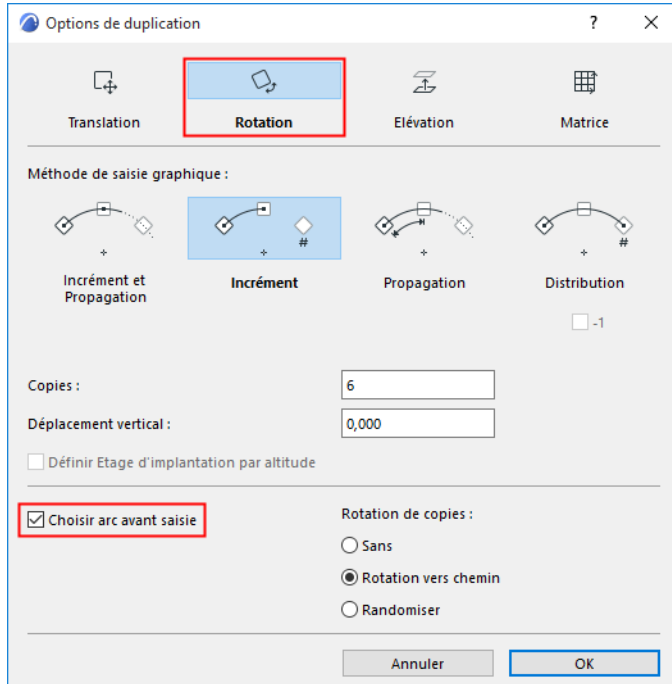 Options de duplication
?
Translation
Rotation
Elévation
Matrice
Méthode de saisie graphique :
#
#
Incrément et
Propagation
Incrément
Propagation
Distribution
-1
Copies :
6
Déplacement vertical :
0,000
Définir Etage d'implantation par altitude
Choisir arc avant saisie
Rotation de copies :
Sans
Rotation vers chemin
Randomiser
Annuler
OK